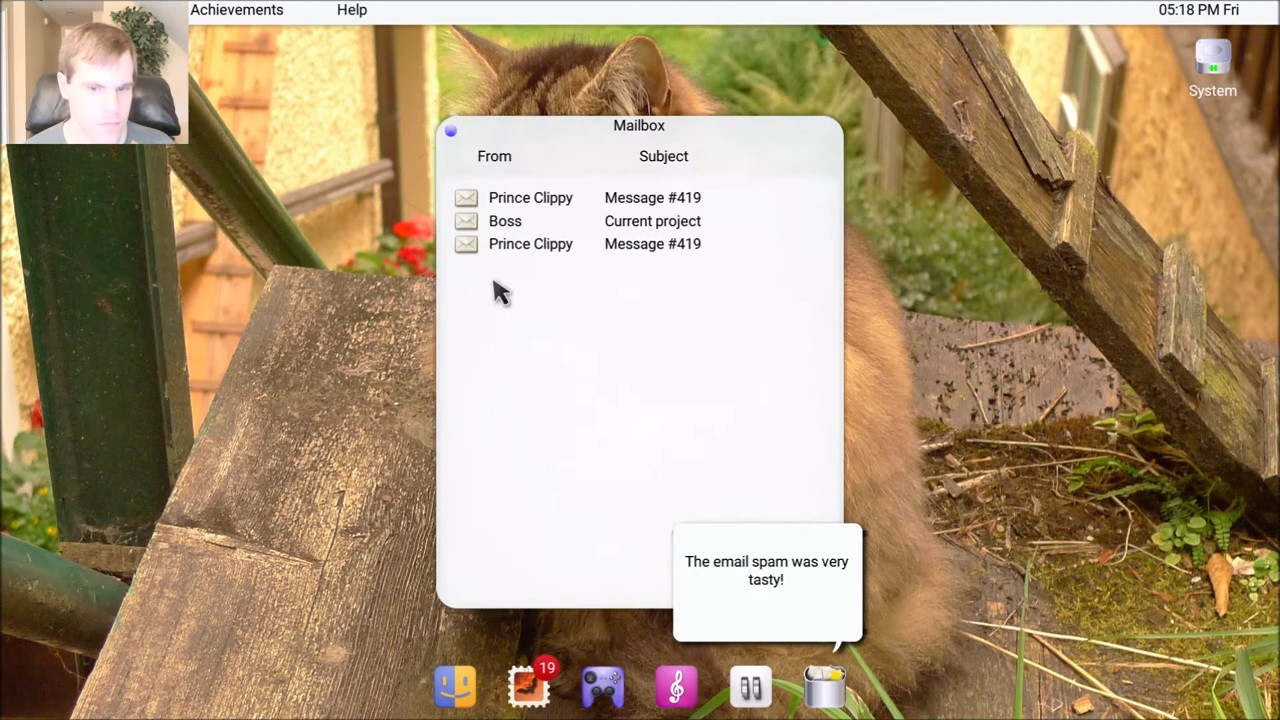 Achievements Help 05:18 PM Fri
System
Mailbox
From Subject
Prince Clippy Message #419
Boss Current project
Prince Clippy Message #419
The email spam was very
tasty!
19